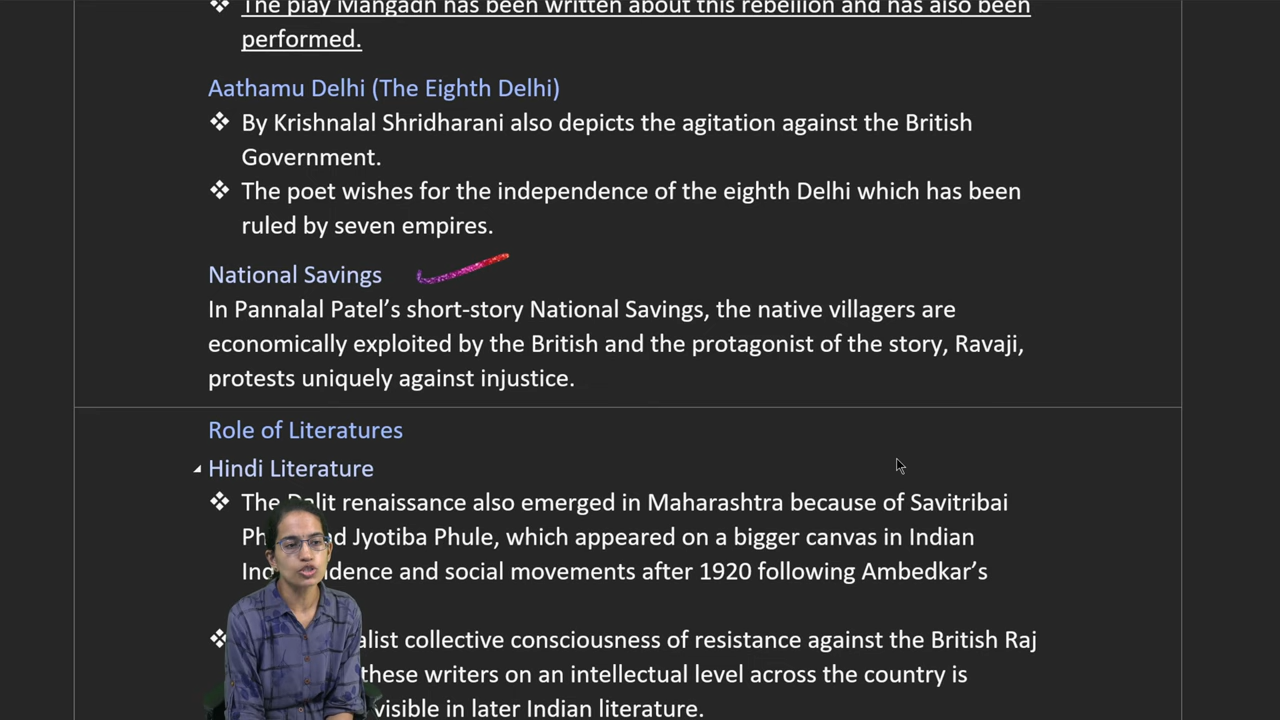 The play Mangadh has been written about this rebellion and has also been
performed.
Aathamu Delhi (The Eighth Delhi)
❖ By Krishnalal Shridharani also depicts the agitation against the British
Government.
❖ The poet wishes for the independence of the eighth Delhi which has been
ruled by seven empires.
National Savings
In Pannalal Patel’s short-story National Savings, the native villagers are
economically exploited by the British and the protagonist of the story, Ravaji,
protests uniquely against injustice.
Role of Literatures
Hindi Literature
❖ The Dalit renaissance also emerged in Maharashtra because of Savitribai
Jyotiba Phule, which appeared on a bigger canvas in Indian
and social movements after 1920 following Ambedkar’s
collective consciousness of resistance against the British Raj
these writers on an intellectual level across the country is
visible in later Indian literature.